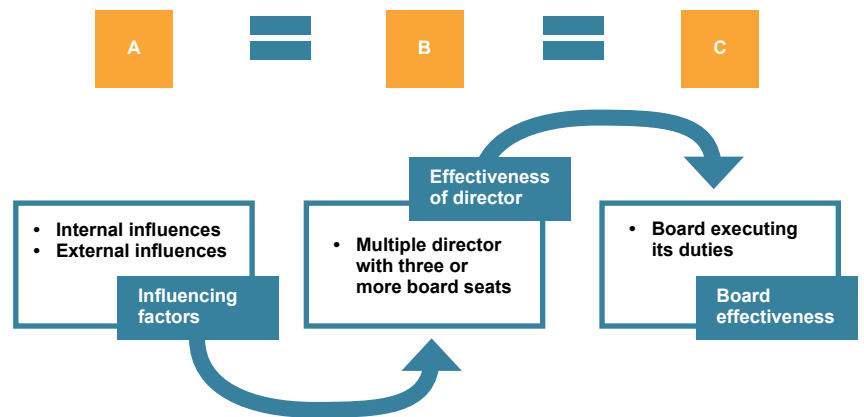 A
B
C
Effectiveness
of director
• Internal influences
• External influences
Influencing
factors
• Multiple director
with three or
more board seats
• Board executing
its duties
Board
effectiveness